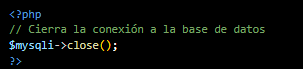 <?php
// Cierra la conexión a la base de datos
$mysqli->close();
?>